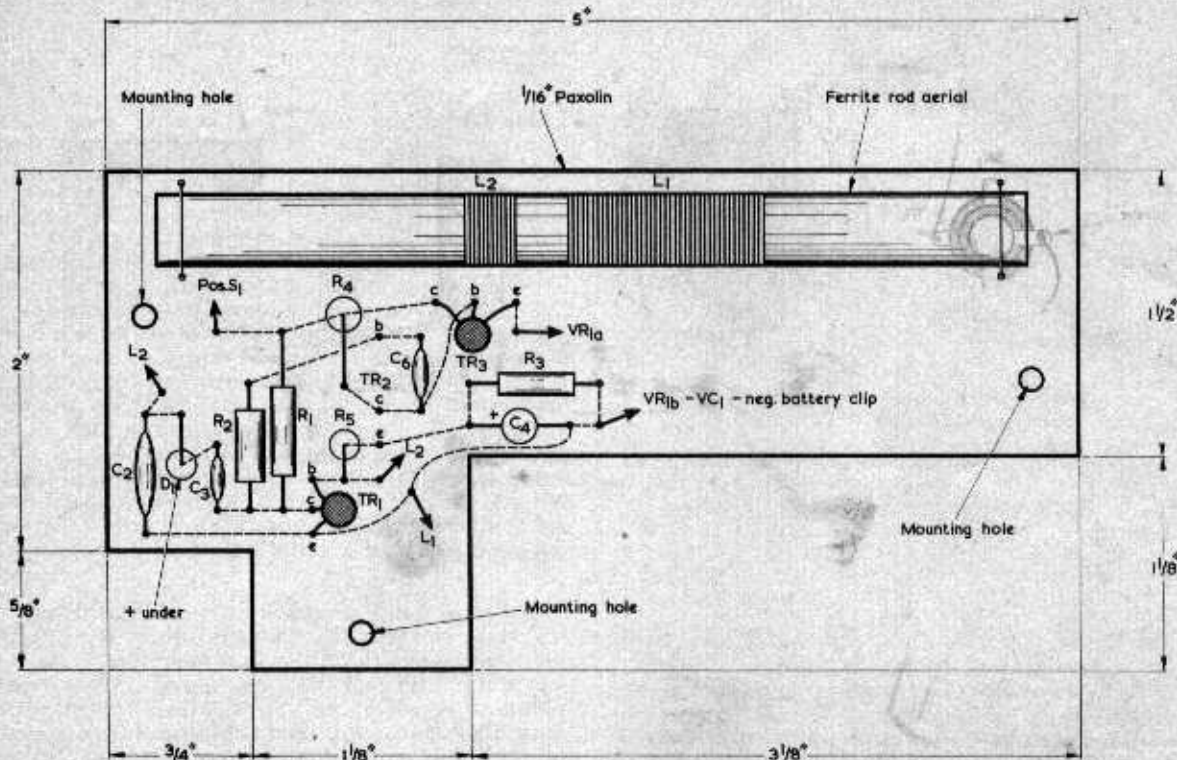 5"
Mounting hole
1/16" Paxolin
Ferrite rod aerial
L2
L1
Pos.S1
R4
c
b
e
VR1a
1 1/2"
2"
b
C6
TR3
L2
TR2
R3
c
R2
R1
R5
+
C4
VR1b - VC1 - neg. battery clip
e
L2
C2
D1
C3
b
c
TR1
e
L1
Mounting hole
1 1/8"
5/8"
+ under
Mounting hole
3/4"
1 1/8"
3 1/8"